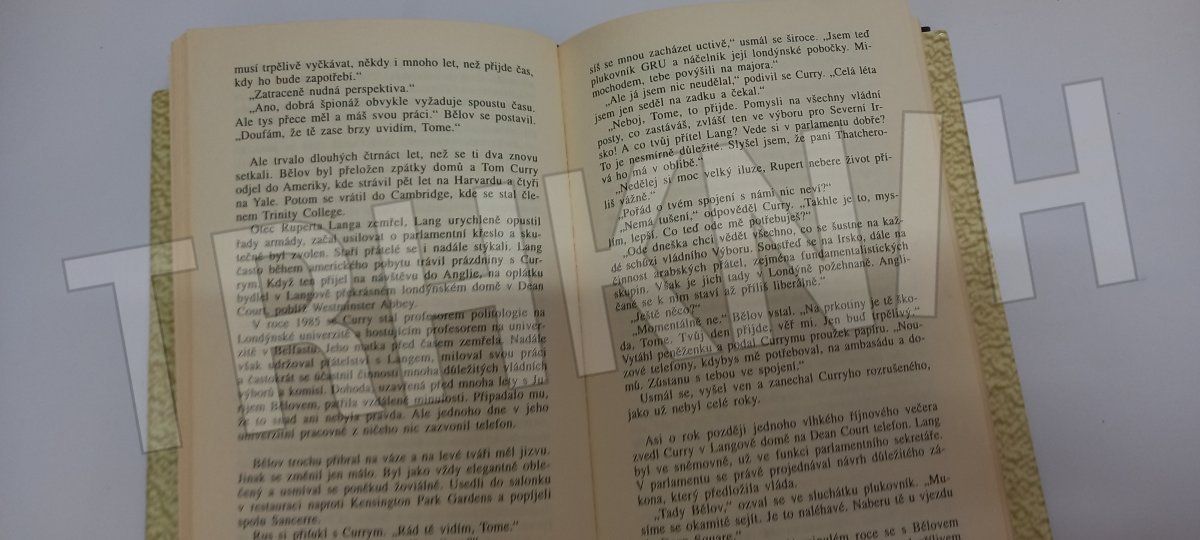 musí trpělivě vyčkávat, někdy i mnoho let, než přijde čas,
kdy ho bude zapotřebí.“
„Zatraceně nudná perspektiva.“
„Ano, dobrá špionáž obvykle vyžaduje spoustu času.
Ale tys přece měl a máš svou práci.“ Bělov se postavil.
„Doufám, že tě zase brzy uvidím, Tome.“
Ale trvalo dlouhých čtrnáct let, než se ti dva znovu
setkali. Bělov byl přeložen zpátky domů a Tom Curry
odjel do Ameriky, kde strávil pět let na Harvardu a čtyři
na Yale. Potom se vrátil do Cambridge, kde se stal čle-
nem Trinity College.
Otec Ruperta Langa zemřel, Lang urychleně opustil
řady armády, začal usilovat o parlamentní křeslo a sku-
tečně byl zvolen. Staří přátelé se i nadále stýkali. Lang
často během amerického pobytu trávil prázdniny s Cur-
rym. Když ten přijel na návštěvu do Anglie, na oplátku
bydlel v Langově překrásném londýnském domě v Dean
Court, poblíž Westminster Abbey.
V roce 1985 se Curry stal profesorem politologie na
Londýnské univerzitě a hostujícím profesorem na univer-
zitě v Belfastu. Jeho matka před časem zemřela. Nadále
však udržoval přátelství s Langem, miloval svou práci
a častokrát se účastnil činnosti mnoha důležitých vládních
výborů a komisí. Dohoda, uzavřená před mnoha lety s Ju-
rijem Bělovem, patřila vzdálené minulosti. Připadalo mu,
že to snad ani nebyla pravda. Ale jednoho dne v jeho
univerzitní pracovně z ničeho nic zazvonil telefon.
Bělov trochu přibral na váze a na levé tváři měl jizvu.
Jinak se změnil jen málo. Byl jako vždy elegantně oble-
čený a usmíval se poněkud žoviálně. Usedli do salonku
v restauraci naproti Kensington Park Gardens a popíjeli
spolu Sancerre.
Rus si přiťukl s Currym. „Rád tě vidím, Tome.“
síš se mnou zacházet uctivě,“ usmál se široce. „Jsem teď
plukovník GRU a náčelník její londýnské pobočky. Mi-
mochodem, tebe povýšili na majora.“
„Ale já jsem nic neudělal,“ podivil se Curry. „Celá léta
jsem jen seděl na zadku a čekal.“
„Neboj, Tome, to přijde. Pomysli na všechny vládní
posty, co zastáváš, zvlášť ten ve výboru pro Severní Ir-
sko! A co tvůj přítel Lang? Vede si v parlamentu dobře?
To je nesmírně důležité. Slyšel jsem, že paní Thatchero-
vá ho má v oblibě.“
„Nedělej si moc velký iluze, Rupert nebere život pří-
liš vážně.“
„Pořád o tvém spojení s námi nic neví?“
„Nemá tušení,“ odpověděl Curry. „Takhle je to, mys-
lím, lepší. Co teď ode mě potřebuješ?“
„Ode dneška chci vědět všechno, co se šustne na kaž-
dé schůzi vládního Výboru. Soustřeď se na Irsko, dále na
činnost arabských přátel, zejména fundamentalistických
skupin. Však je jich tady v Londýně požehnaně. Angli-
čané se k nim staví až příliš liberálně.“
„Ještě něco?“
„Momentálně ne.“ Bělov vstal. „Na prkotiny je tě ško-
da, Tome. Tvůj den přijde, věř mi. Jen buď trpělivý.“
Vytáhl peněženku a podal Currymu proužek papíru. „Nou-
zové telefony, kdybys mě potřeboval, na ambasádu a do-
mů. Zůstanu s tebou ve spojení.“
Usmál se, vyšel ven a zanechal Curryho rozrušeného,
jako už nebyl celé roky.
Asi o rok později jednoho vlhkého říjnového večera
zvedl Curry v Langově domě na Dean Court telefon. Lang
byl ve sněmovně, už ve funkci parlamentního sekretáře.
V parlamentu se právě projednával návrh důležitého zá-
kona, který předložila vláda.
„Tady Bělov,“ ozval se ve sluchátku plukovník. „Mu-
síme se okamitě sejít. Je to naléhavé. Naberu tě u vjezdu
Square.“
roce se s Bělovem
TRHKNIH